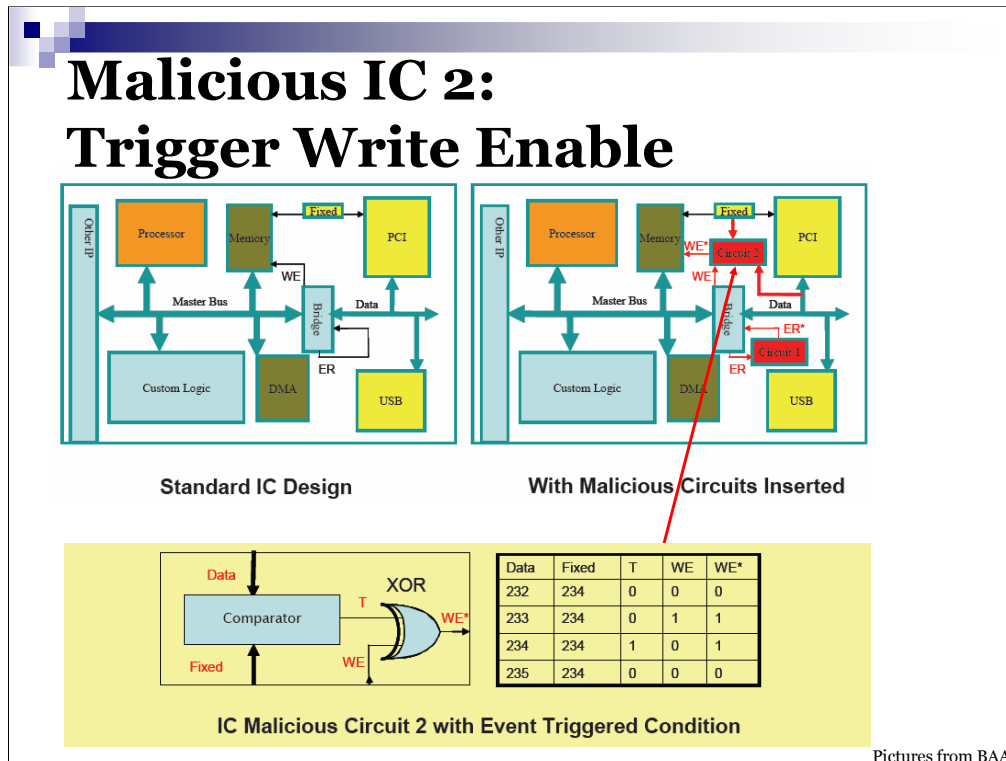 Malicious IC 2:
Trigger Write Enable
Other IP
Processor
Memory
Fixed
PCI
WE
Master Bus
Data
Bridge
ER
Custom Logic
DMA
USB
Standard IC Design
Other IP
Processor
Memory
Fixed
PCI
WE*
Circuit 2
WE
Master Bus
Data
Bridge
ER*
Circuit 1
ER
Custom Logic
DMA
USB
With Malicious Circuits Inserted
Data
XOR
T
WE*
Comparator
WE
Fixed
Data Fixed T WE WE*
232 234 0 0 0
233 234 0 1 1
234 234 1 0 1
235 234 0 0 0
IC Malicious Circuit 2 with Event Triggered Condition
Pictures from BAA